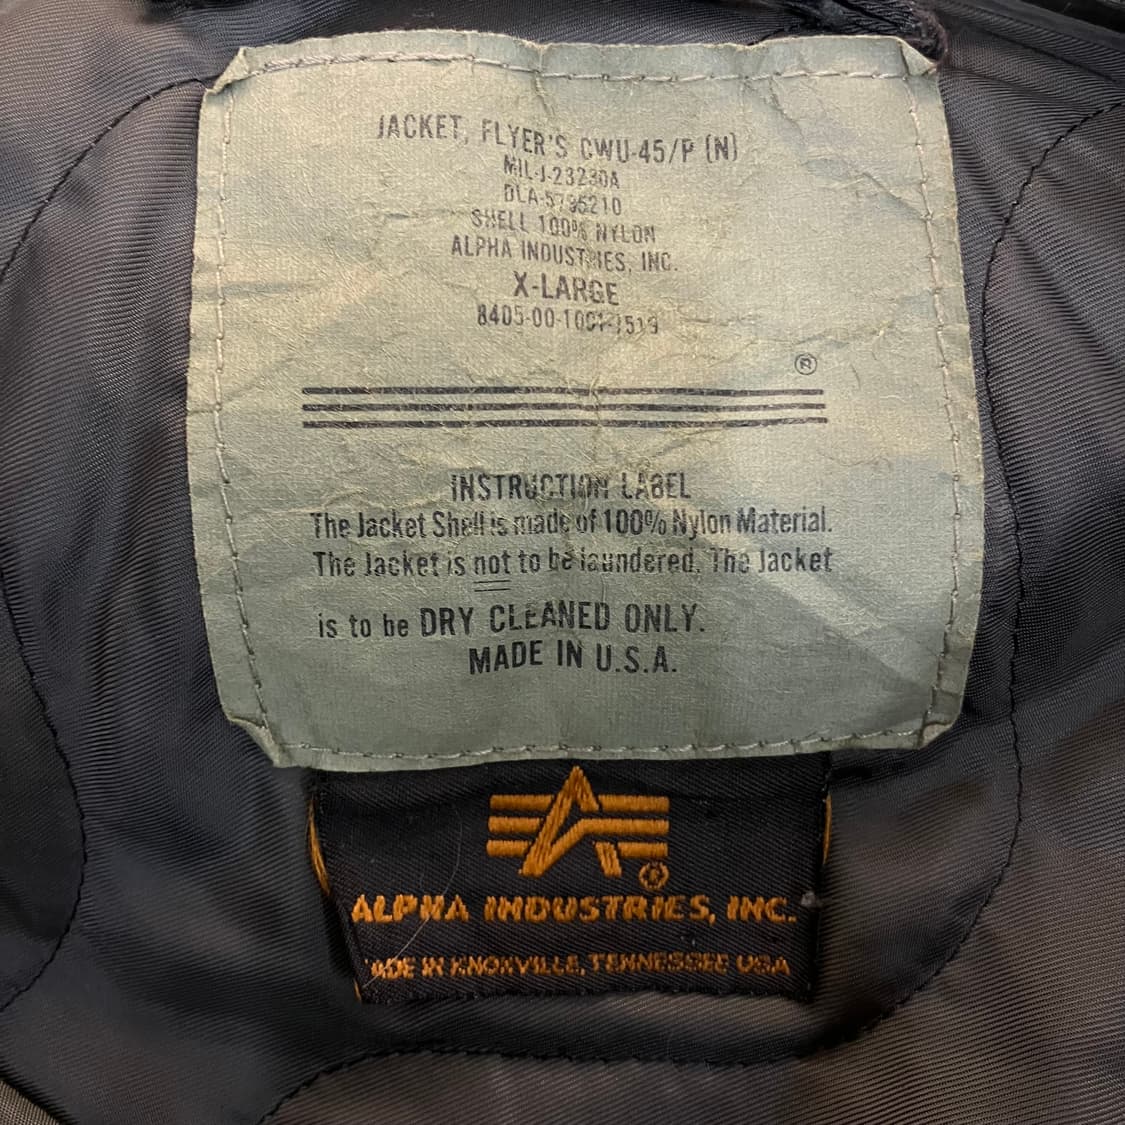 JACKET, FLYER'S CWU-45/P (N)
MIL-J-23230A
DLA-5795210
SHELL 100% NYLON
ALPHA INDUSTRIES, INC.
X-LARGE
®
INSTRUCTION LABEL
The Jacket Shell is made of 100% Nylon Material.
The Jacket is not to be laundered. The Jacket
is to be DRY CLEANED ONLY.
MADE IN U.S.A.
®
ALPHA INDUSTRIES, INC.
MADE IN KNOXVILLE, TENNESSEE USA